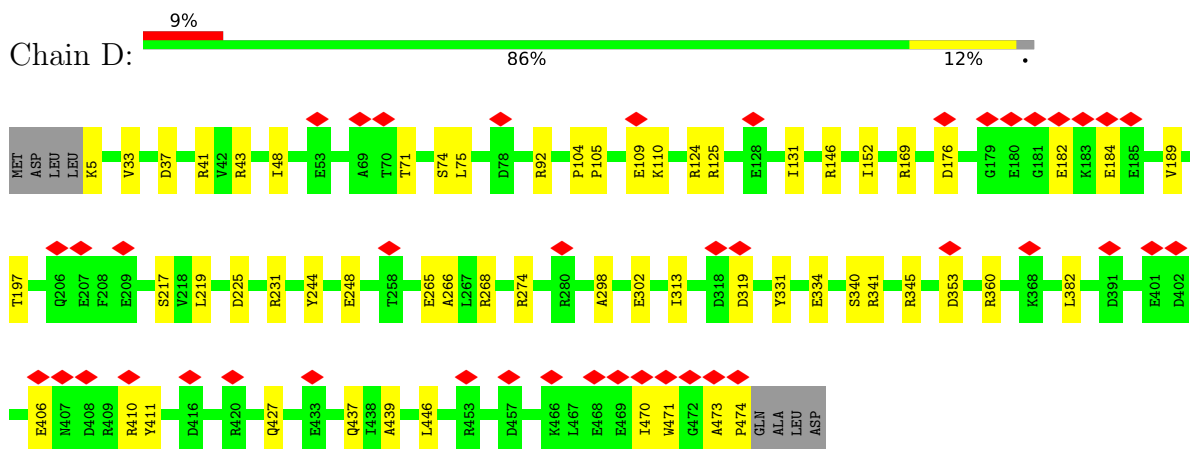 9%
Chain D:
86% 12% •
MET ASP LEU LEU K5 V33 D37 R41 V42 R43 I48 E53 A69 T70 T71 S74 L75 D78 R92 P104 P105 E109 K110 R124 R125 E128 I131 R146 I152 R169 D176 G179 E180 G181 E182 K183 E184 E185 V189
T197 Q206 E207 F208 E209 S217 V218 L219 D225 R231 Y244 E248 T258 E265 A266 L267 R268 R274 R280 A298 E302 I313 D318 D319 Y331 E334 S340 R341 R345 D353 R360 K368 L382 D391 E401 D402
E406 N407 D408 R409 R410 Y411 D416 R420 Q427 E433 Q437 I438 A439 L446 R453 D457 K466 L467 E468 E469 I470 W471 G472 A473 P474 GLN ALA LEU ASP